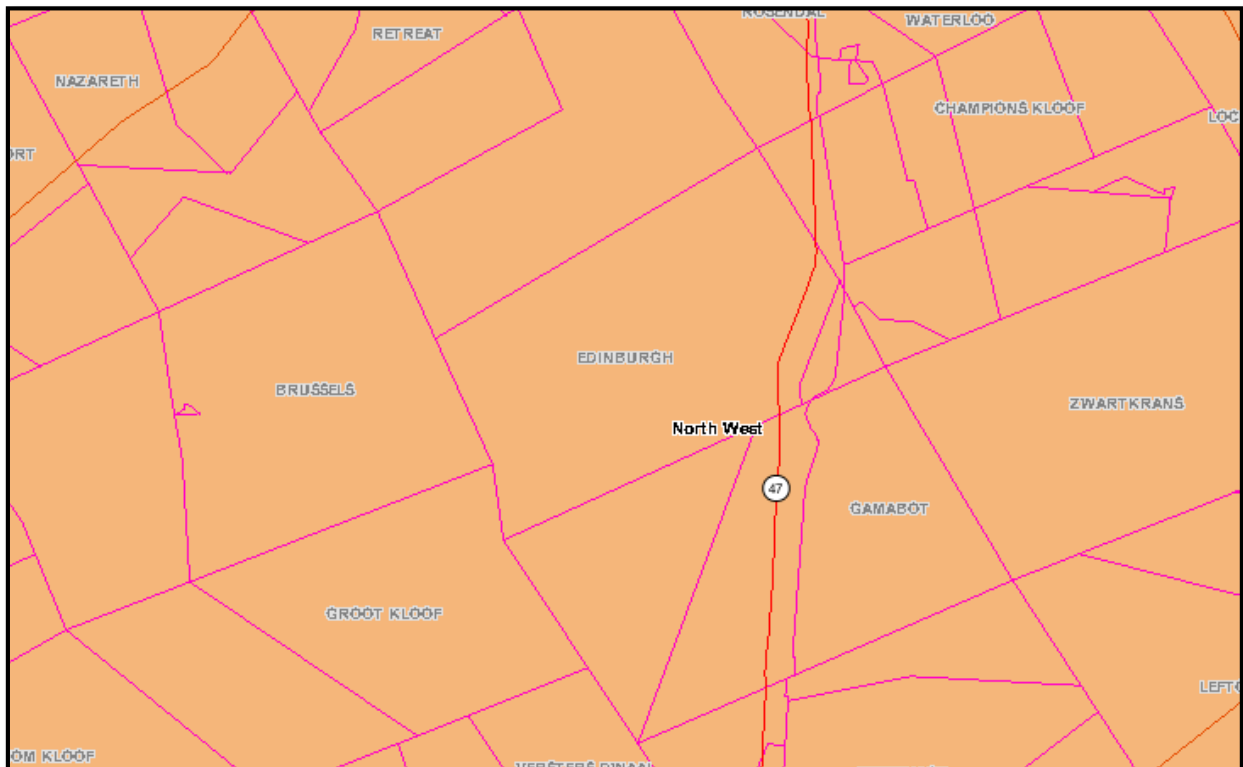 ROSENDAL
WATERLOO
RETREAT
NAZARETH
CHAMPIONS KLOOF
LOC
ORT
EDINBURGH
BRUSSELS
ZWARTKRANS
North West
47
GAMABOT
GROOT KLOOF
LEFTO
OM KLOOF